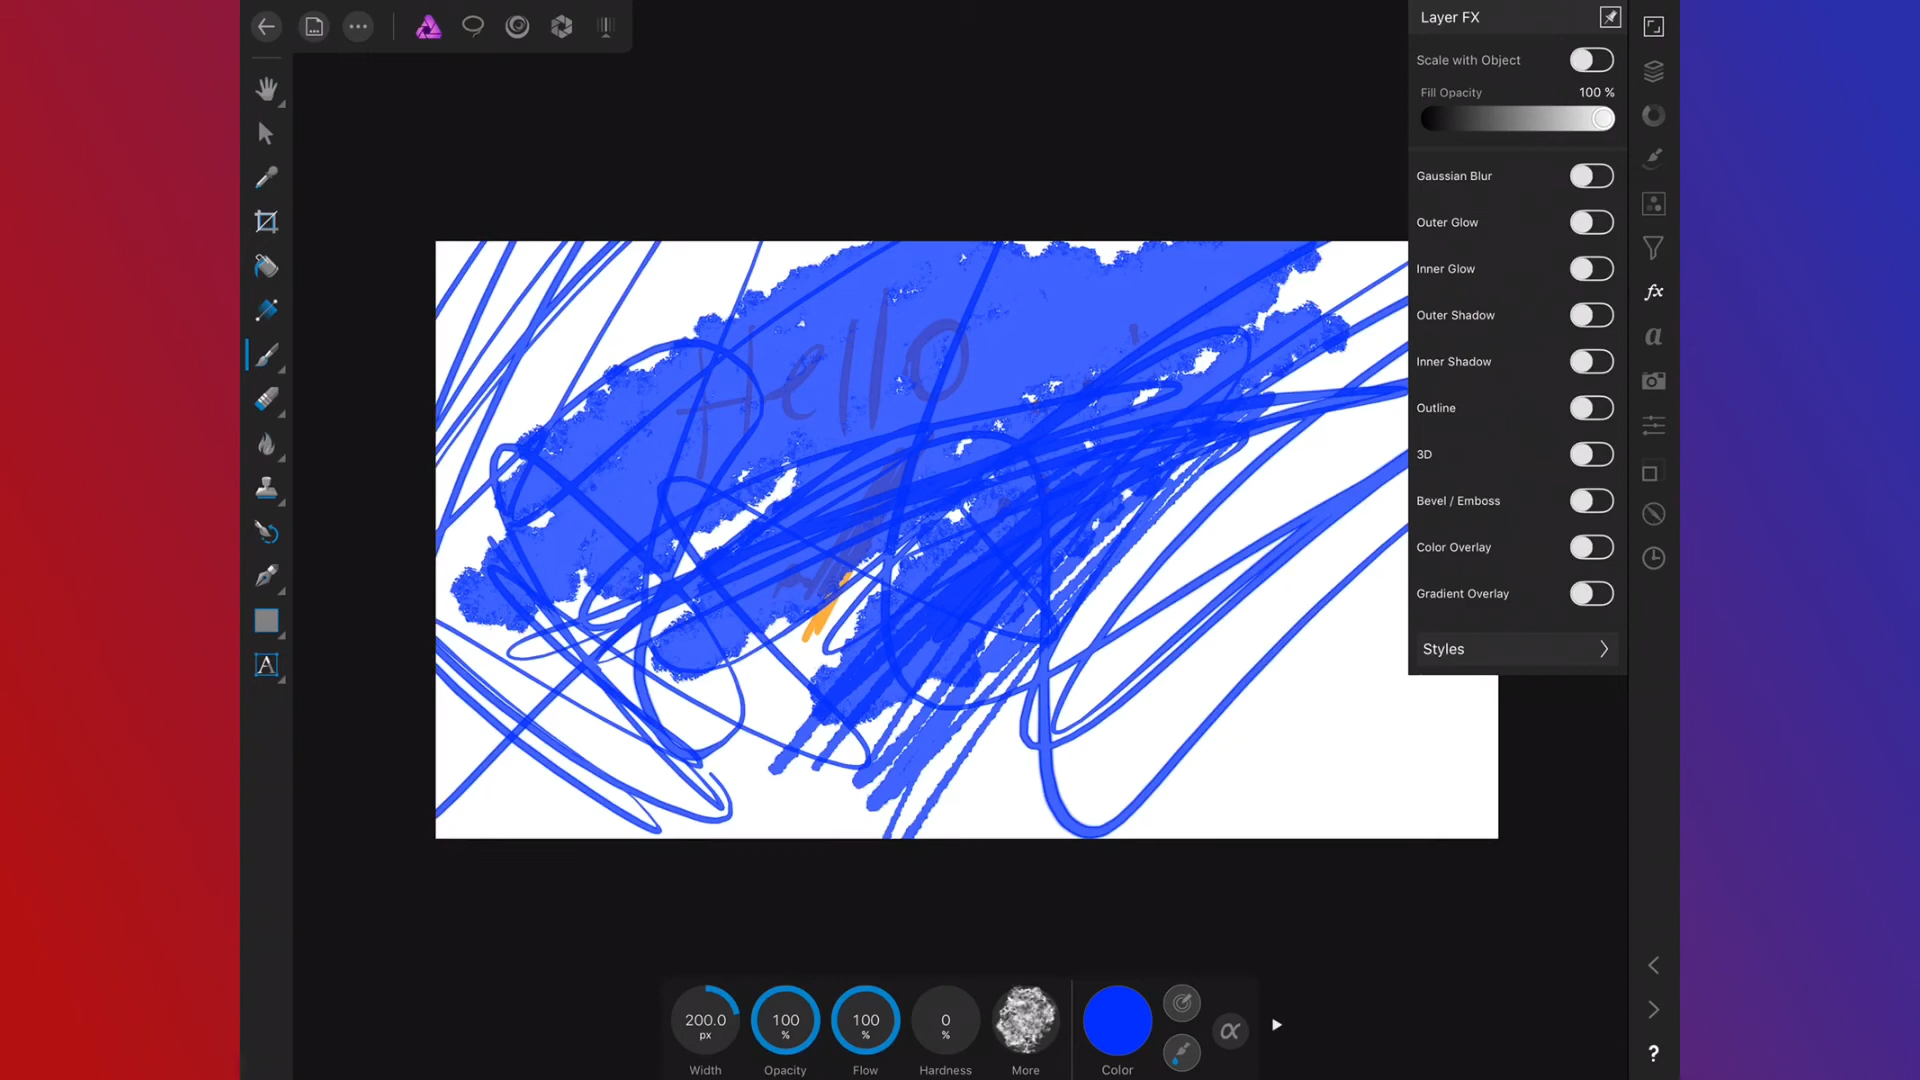 Layer FX
Scale with Object
Fill Opacity 100 %
Gaussian Blur
Outer Glow
Inner Glow
Outer Shadow
Inner Shadow
Outline
3D
Bevel / Emboss
Color Overlay
Gradient Overlay
Styles
fx
a
Hello
A
200.0 px
100 %
100 %
0 %
α
Width Opacity Flow Hardness More Color
?